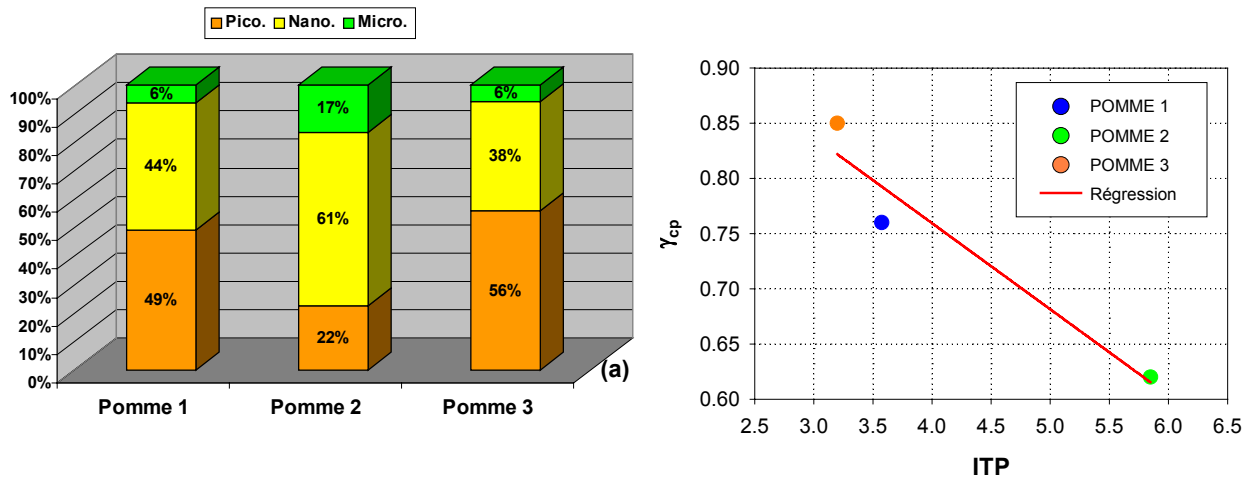 Pico. Nano. Micro.
100%
90%
80%
70%
60%
50%
40%
30%
20%
10%
0%
6%
44%
49%
17%
61%
22%
6%
38%
56%
(a)
Pomme 1 Pomme 2 Pomme 3
0.90
0.85
0.80
0.75
0.70
0.65
0.60
γcp
POMME 1
POMME 2
POMME 3
Régression
2.5 3.0 3.5 4.0 4.5 5.0 5.5 6.0 6.5
ITP